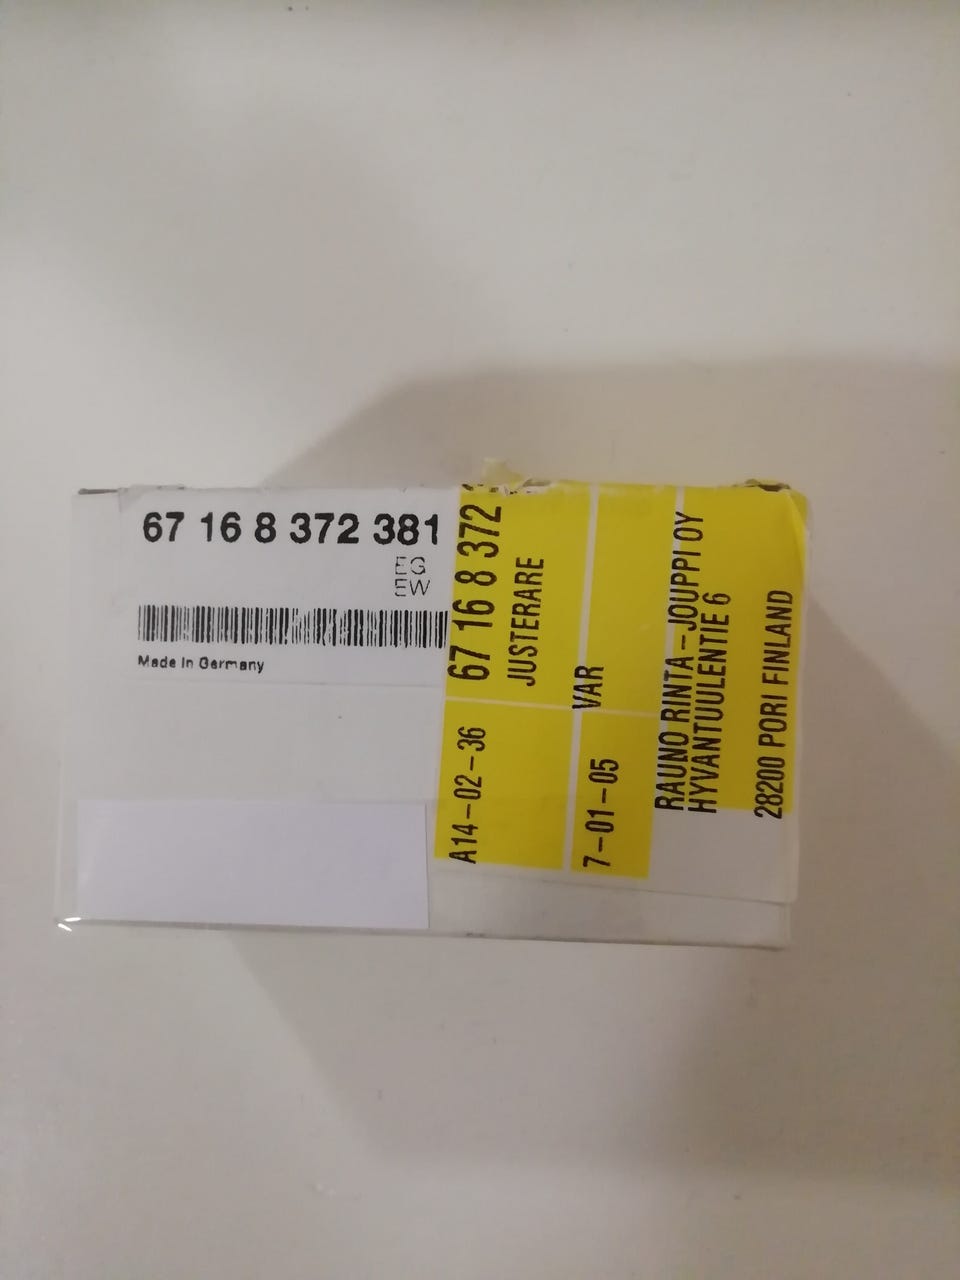 67 16 8 372 381
EG
EW
Made in Germany
67 16 8 372
JUSTERARE
A14-02-36
VAR
7-01-05
RAUNO RINTA-JOUPPI OY
HYVANTUULENTIE 6
28200 PORI FINLAND